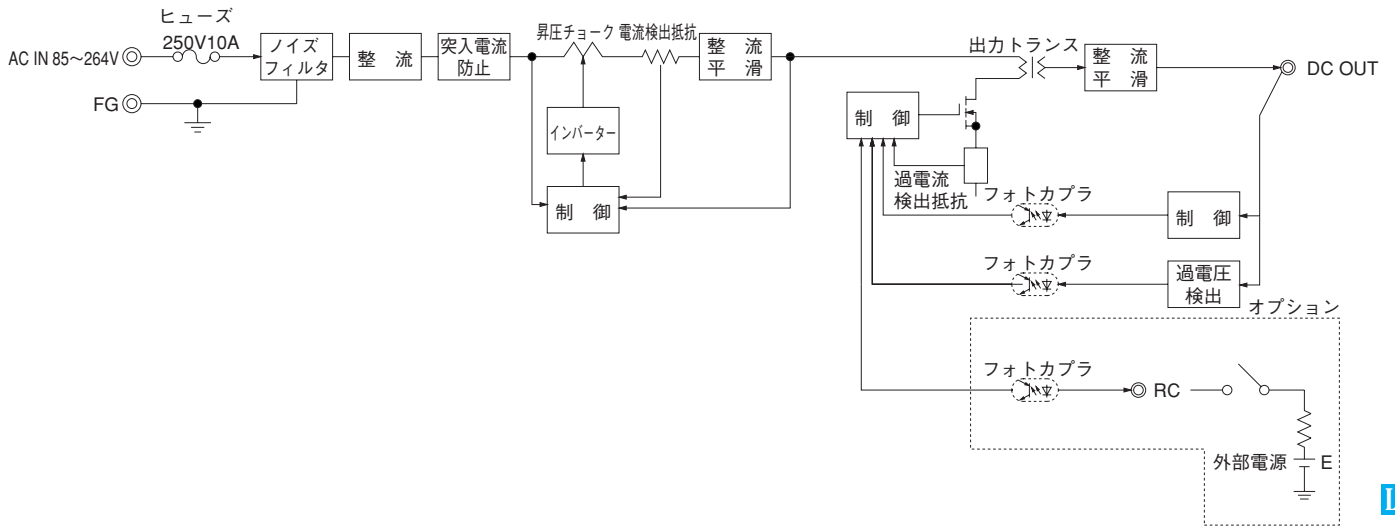 ヒューズ
250V10A
AC IN 85～264V
FG
ノイズ
フィルタ
整 流
突入電流
防止
昇圧チョーク
電流検出抵抗
整 流
平 滑
インバーター
制 御
出力トランス
整 流
平 滑
DC OUT
制 御
過電流
検出抵抗
フォトカプラ
制 御
フォトカプラ
過電圧
検出
オプション
フォトカプラ
RC
外部電源
E
I